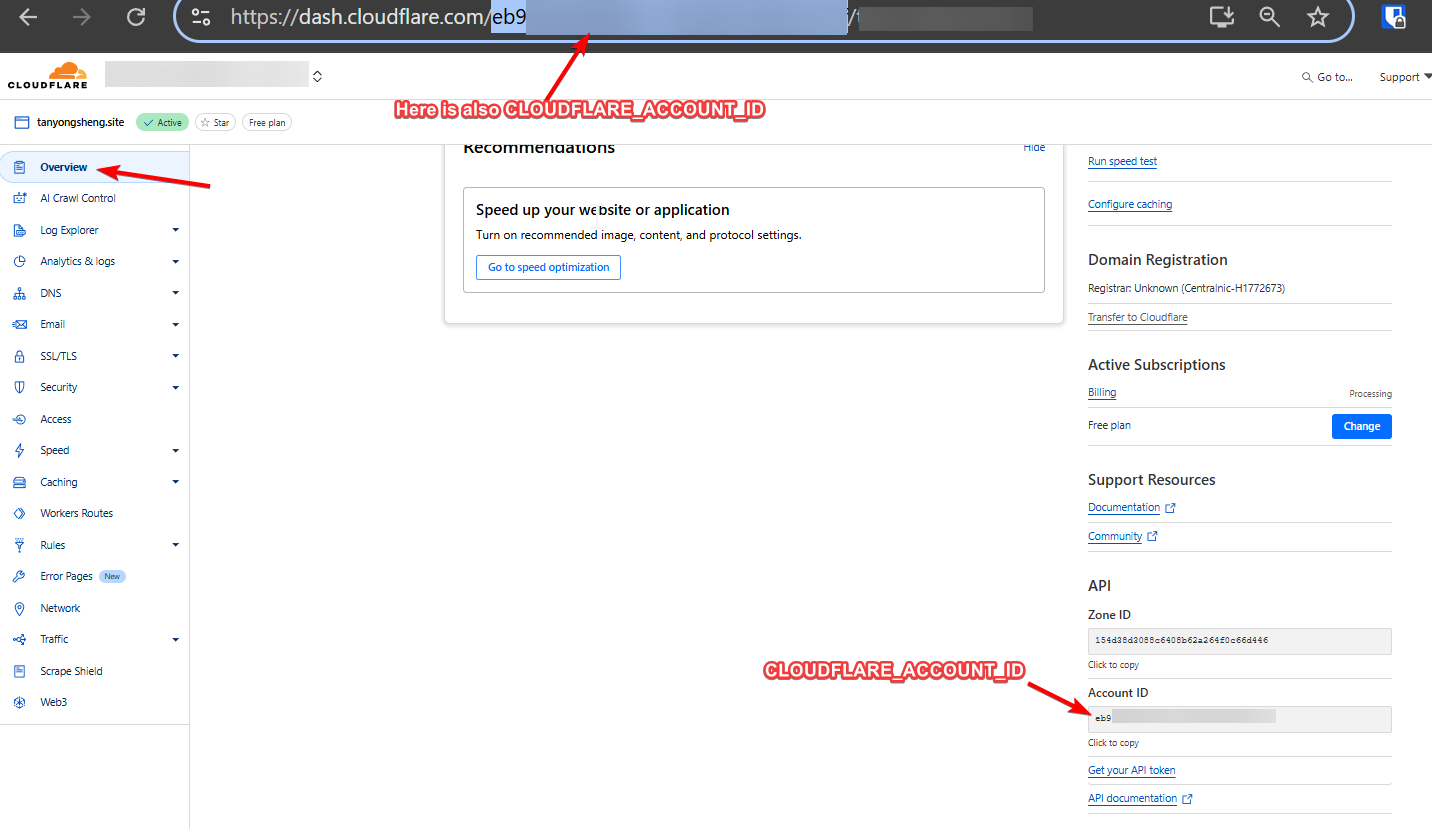 https://dash.cloudflare.com/eb9
Here is also CLOUDFLARE_ACCOUNT_ID
CLOUDFLARE
Go to...
Support
tanyongsheng.site
Active
Star
Free plan
Overview
AI Crawl Control
Log Explorer
Analytics & logs
DNS
Email
SSL/TLS
Security
Access
Speed
Caching
Workers Routes
Rules
Error Pages New
Network
Traffic
Scrape Shield
Web3
Recommendations
Hide
Speed up your website or application
Turn on recommended image, content, and protocol settings.
Go to speed optimization
Run speed test
Configure caching
Domain Registration
Registrar: Unknown (Centralnic-H1772673)
Transfer to Cloudflare
Active Subscriptions
Billing
Processing
Free plan
Change
Support Resources
Documentation
Community
API
Zone ID
154d38d3088c6408b62a264f0c66d446
Click to copy
CLOUDFLARE_ACCOUNT_ID
Account ID
eb9
Click to copy
Get your API token
API documentation